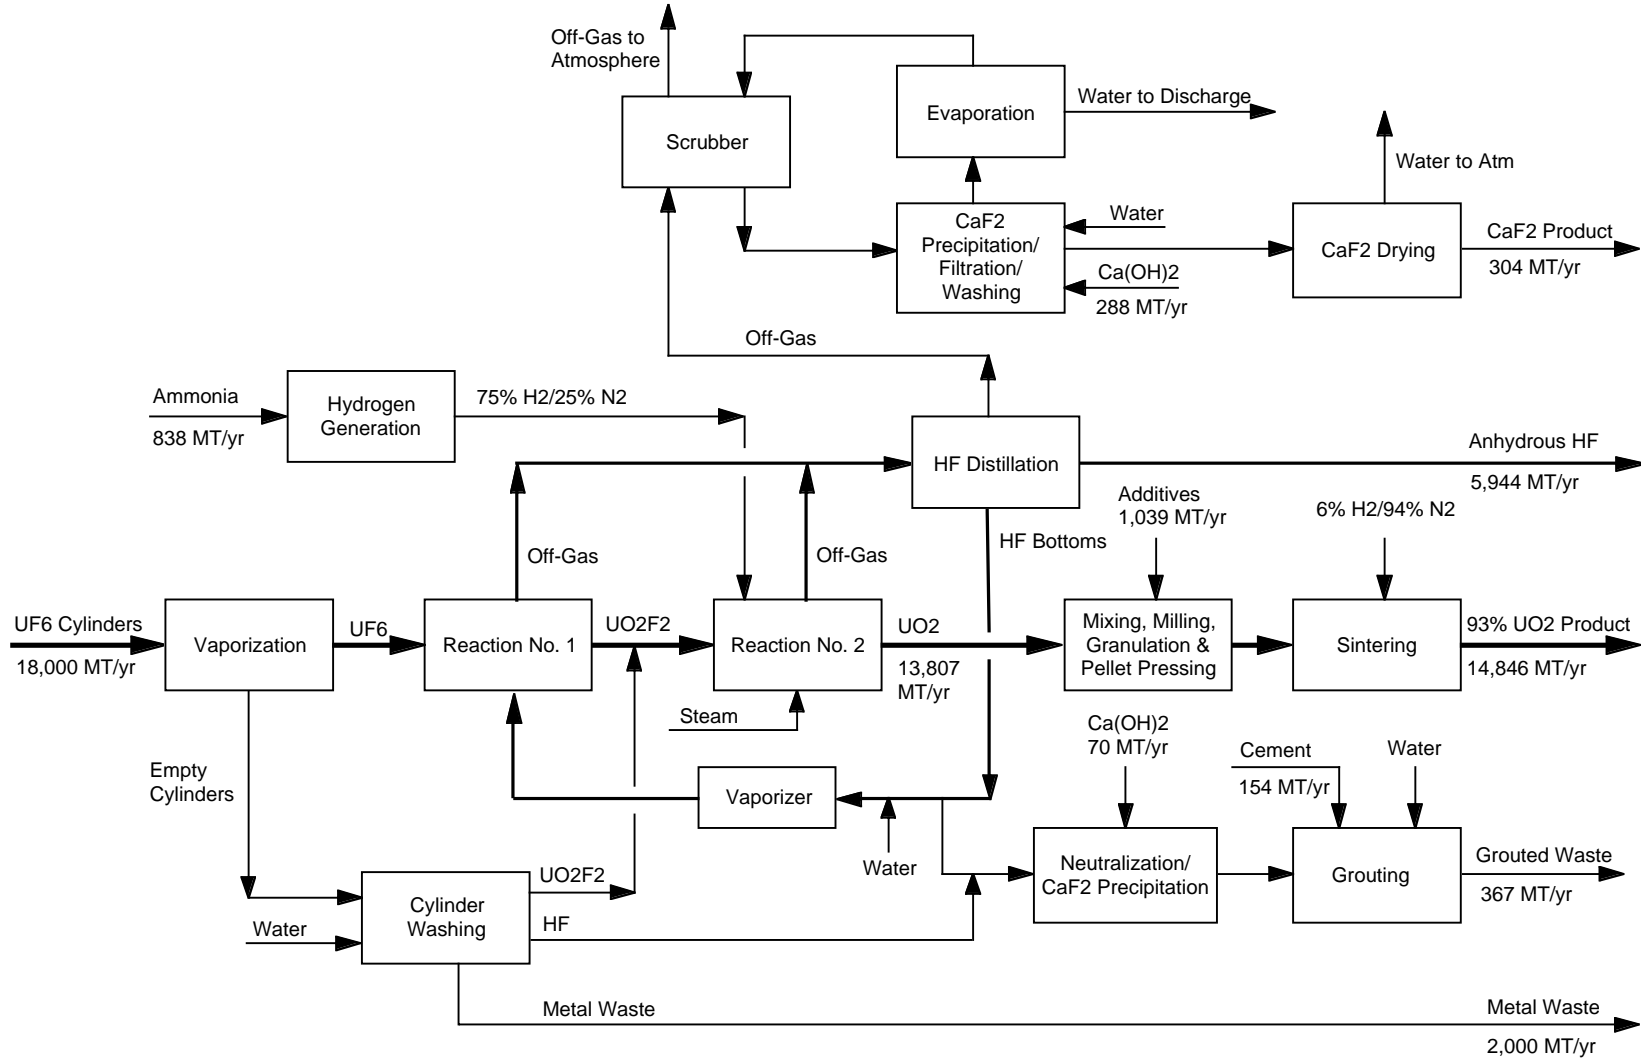 Off-Gas to
Atmosphere
Scrubber
Evaporation
Water to Discharge
Water to Atm
CaF2
Precipitation/
Filtration/
Washing
Water
Ca(OH)2
288 MT/yr
CaF2 Drying
CaF2 Product
304 MT/yr
Off-Gas
Ammonia
838 MT/yr
Hydrogen
Generation
75% H2/25% N2
HF Distillation
Anhydrous HF
5,944 MT/yr
Additives
1,039 MT/yr
6% H2/94% N2
HF Bottoms
Off-Gas
Off-Gas
UF6 Cylinders
18,000 MT/yr
Vaporization
UF6
Reaction No. 1
UO2F2
Reaction No. 2
UO2
13,807
MT/yr
Mixing, Milling,
Granulation &
Pellet Pressing
Sintering
93% UO2 Product
14,846 MT/yr
Steam
Ca(OH)2
70 MT/yr
Cement
154 MT/yr
Water
Empty
Cylinders
Vaporizer
Water
Neutralization/
CaF2 Precipitation
Grouting
Grouted Waste
367 MT/yr
UO2F2
Cylinder
Washing
Water
HF
Metal Waste
Metal Waste
2,000 MT/yr